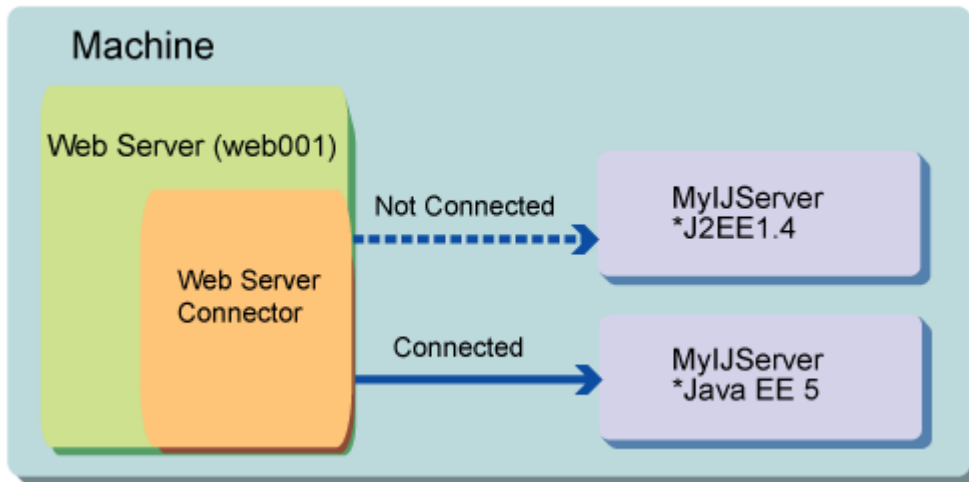 Machine
Web Server (web001)
Web Server
Connector
Not Connected
MyIJServer
*J2EE1.4
Connected
MyIJServer
*Java EE 5